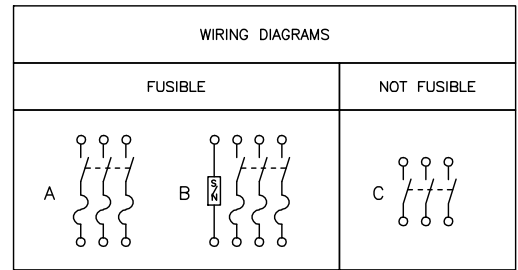 WIRING DIAGRAMS
FUSIBLE
NOT FUSIBLE
A
B
S/N
C